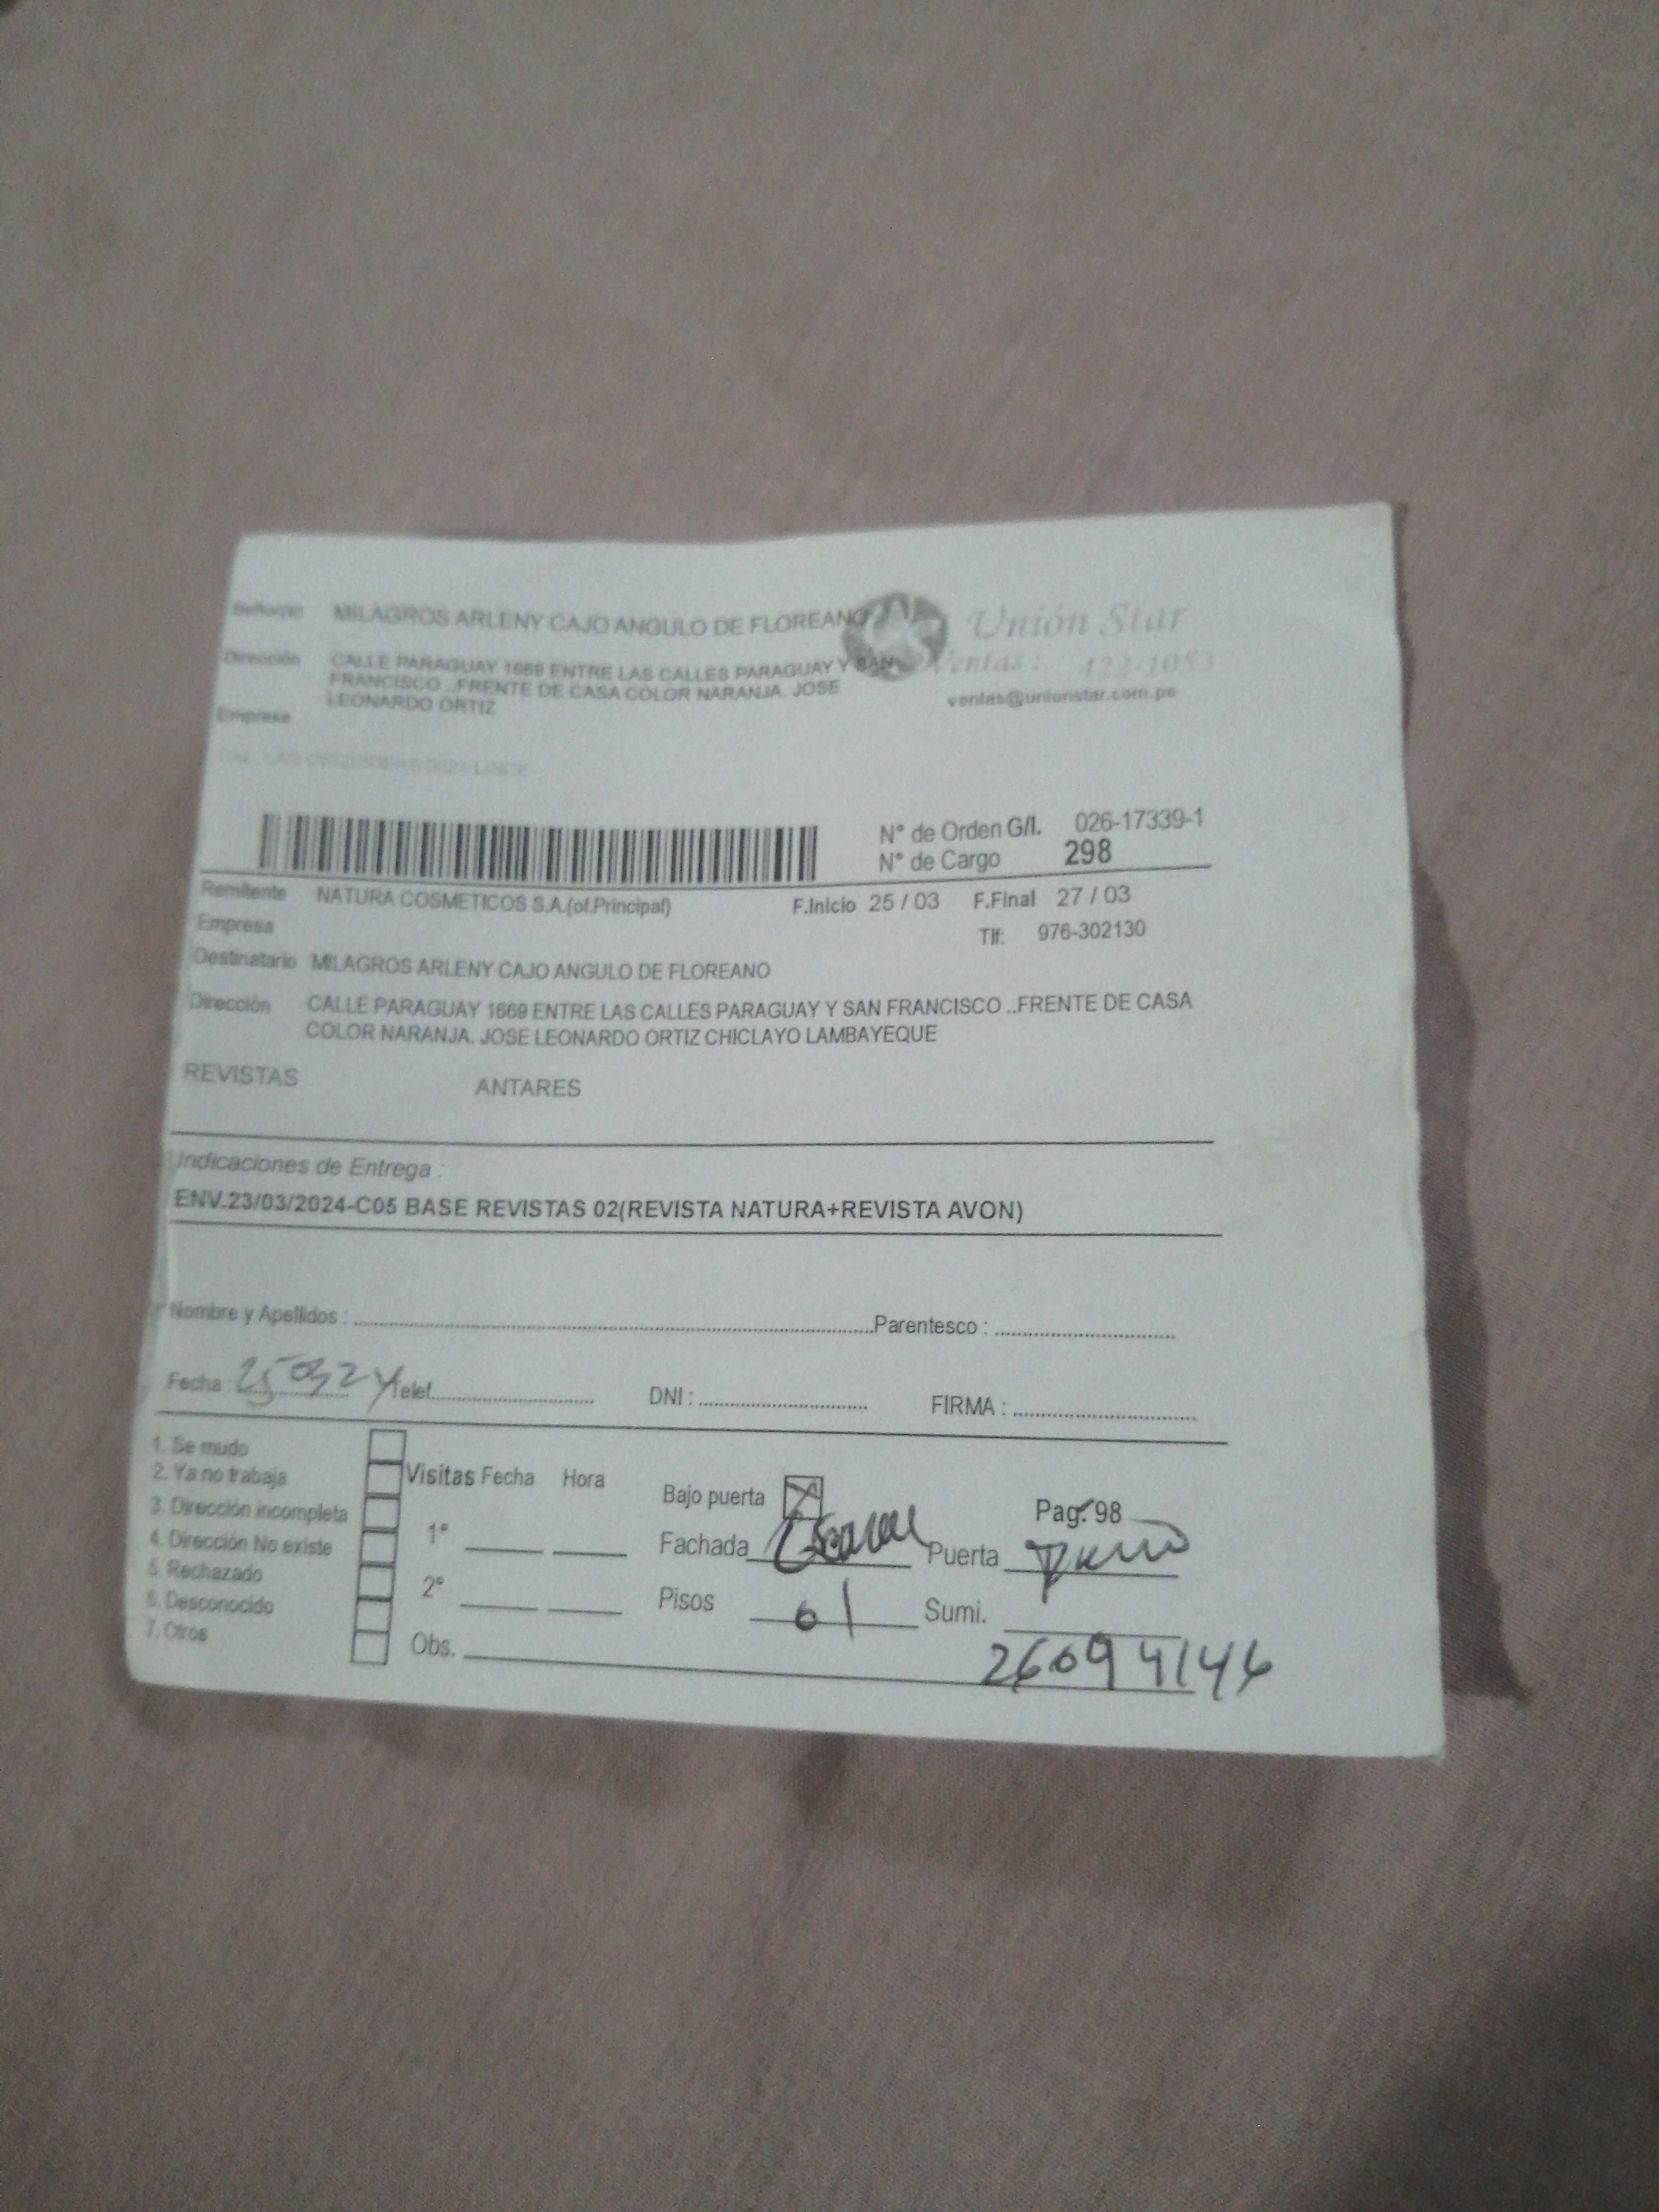 Señor(a) MILAGROS ARLENY CAJO ANGULO DE FLOREANO
Unión Star
Dirección CALLE PARAGUAY 1669 ENTRE LAS CALLES PARAGUAY Y SAN
FRANCISCO ..FRENTE DE CASA COLOR NARANJA. JOSE
LEONARDO ORTIZ
Ventas: 422-1053
ventas@unionstar.com.pe
Empresa
N° de Orden G/I. 026-17339-1
N° de Cargo 298
Remitente NATURA COSMETICOS S.A.(of.Principal) F.Inicio 25 / 03 F.Final 27 / 03
Empresa Tlf: 976-302130
Destinatario MILAGROS ARLENY CAJO ANGULO DE FLOREANO
Dirección CALLE PARAGUAY 1669 ENTRE LAS CALLES PARAGUAY Y SAN FRANCISCO ..FRENTE DE CASA
COLOR NARANJA. JOSE LEONARDO ORTIZ CHICLAYO LAMBAYEQUE
REVISTAS ANTARES
Indicaciones de Entrega :
ENV.23/03/2024-C05 BASE REVISTAS 02(REVISTA NATURA+REVISTA AVON)
Nombre y Apellidos : Parentesco :
Fecha : 250324 Telef. DNI : FIRMA :
1. Se mudo
2. Ya no trabaja
3. Dirección incompleta
4. Dirección No existe
5. Rechazado
6. Desconocido
7. Otros
Visitas Fecha Hora
1°
2°
Obs.
Bajo puerta Pag. 98
Fachada Puerta
Pisos 01 Sumi.
26094146